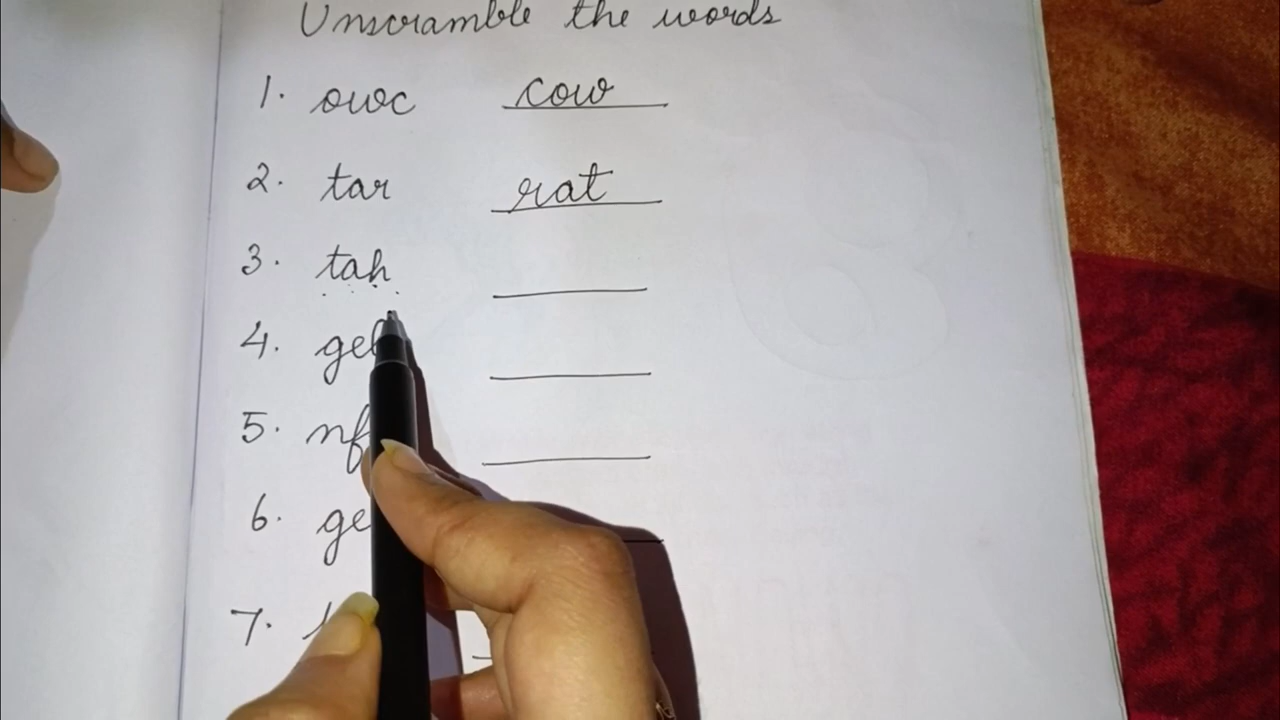 Unscramble the words
1. owc cow
2. tar rat
3. tah
4.
5.
6.
7.